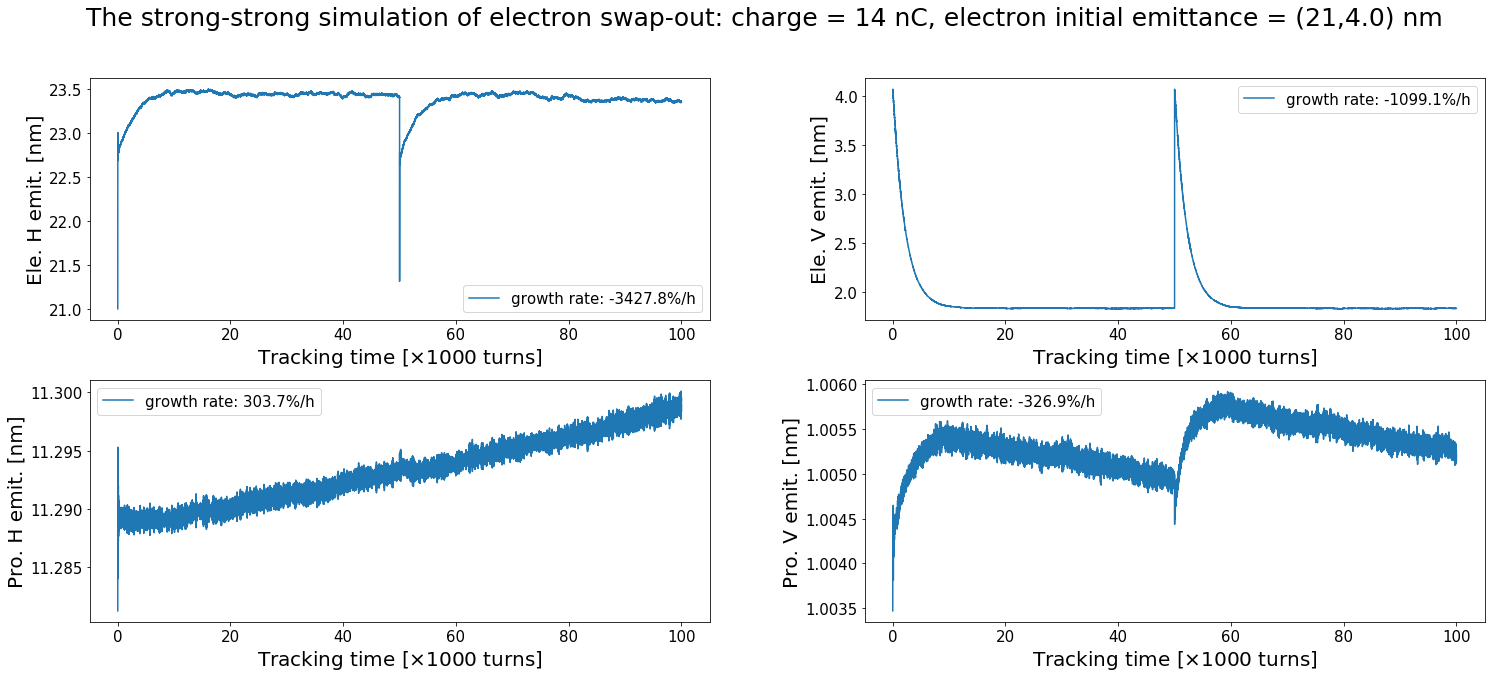 The strong-strong simulation of electron swap-out: charge = 14 nC, electron initial emittance = (21,4.0) nm
23.5
23.0
22.5
22.0
21.5
21.0
Ele. H emit. [nm]
growth rate: -3427.8%/h
0 20 40 60 80 100
Tracking time [×1000 turns]
4.0
3.5
3.0
2.5
2.0
Ele. V emit. [nm]
growth rate: -1099.1%/h
0 20 40 60 80 100
Tracking time [×1000 turns]
11.300
11.295
11.290
11.285
Pro. H emit. [nm]
growth rate: 303.7%/h
0 20 40 60 80 100
Tracking time [×1000 turns]
1.0060
1.0055
1.0050
1.0045
1.0040
1.0035
Pro. V emit. [nm]
growth rate: -326.9%/h
0 20 40 60 80 100
Tracking time [×1000 turns]